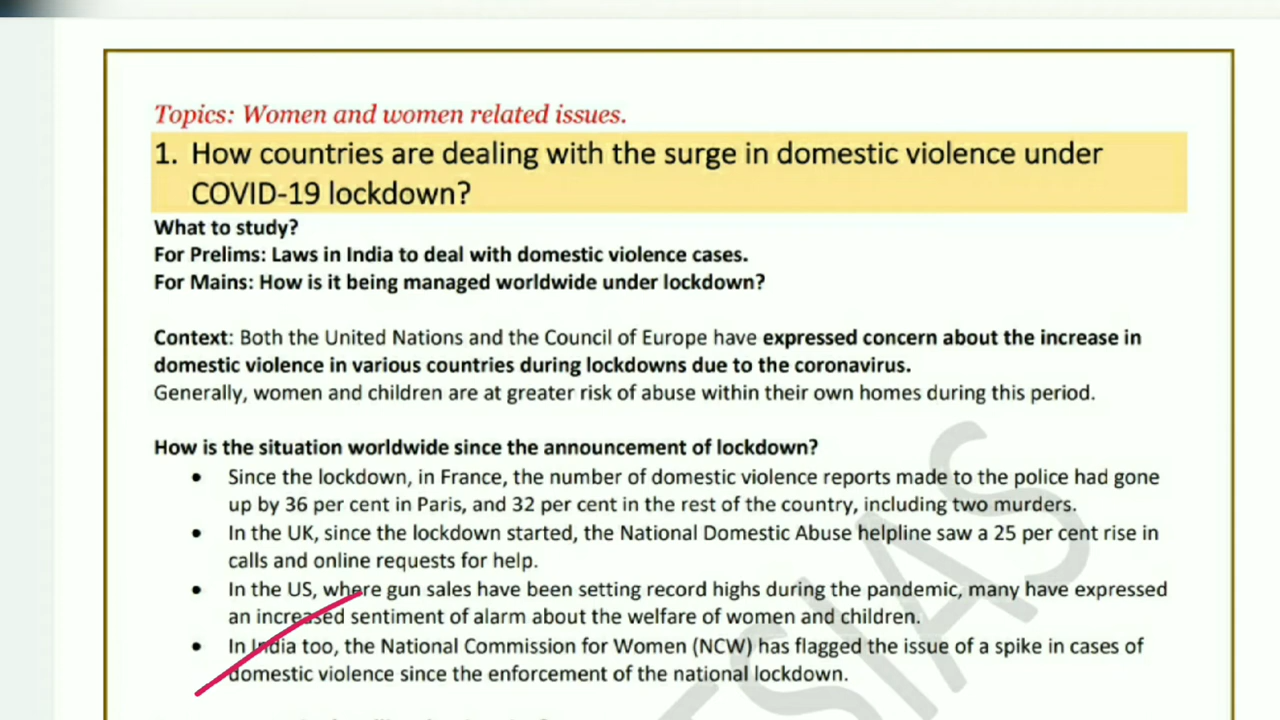 Topics: Women and women related issues.
1. How countries are dealing with the surge in domestic violence under
COVID-19 lockdown?
What to study?
For Prelims: Laws in India to deal with domestic violence cases.
For Mains: How is it being managed worldwide under lockdown?
Context: Both the United Nations and the Council of Europe have expressed concern about the increase in
domestic violence in various countries during lockdowns due to the coronavirus.
Generally, women and children are at greater risk of abuse within their own homes during this period.
How is the situation worldwide since the announcement of lockdown?
• Since the lockdown, in France, the number of domestic violence reports made to the police had gone
up by 36 per cent in Paris, and 32 per cent in the rest of the country, including two murders.
• In the UK, since the lockdown started, the National Domestic Abuse helpline saw a 25 per cent rise in
calls and online requests for help.
• In the US, where gun sales have been setting record highs during the pandemic, many have expressed
an increased sentiment of alarm about the welfare of women and children.
• In India too, the National Commission for Women (NCW) has flagged the issue of a spike in cases of
domestic violence since the enforcement of the national lockdown.
TSIAS